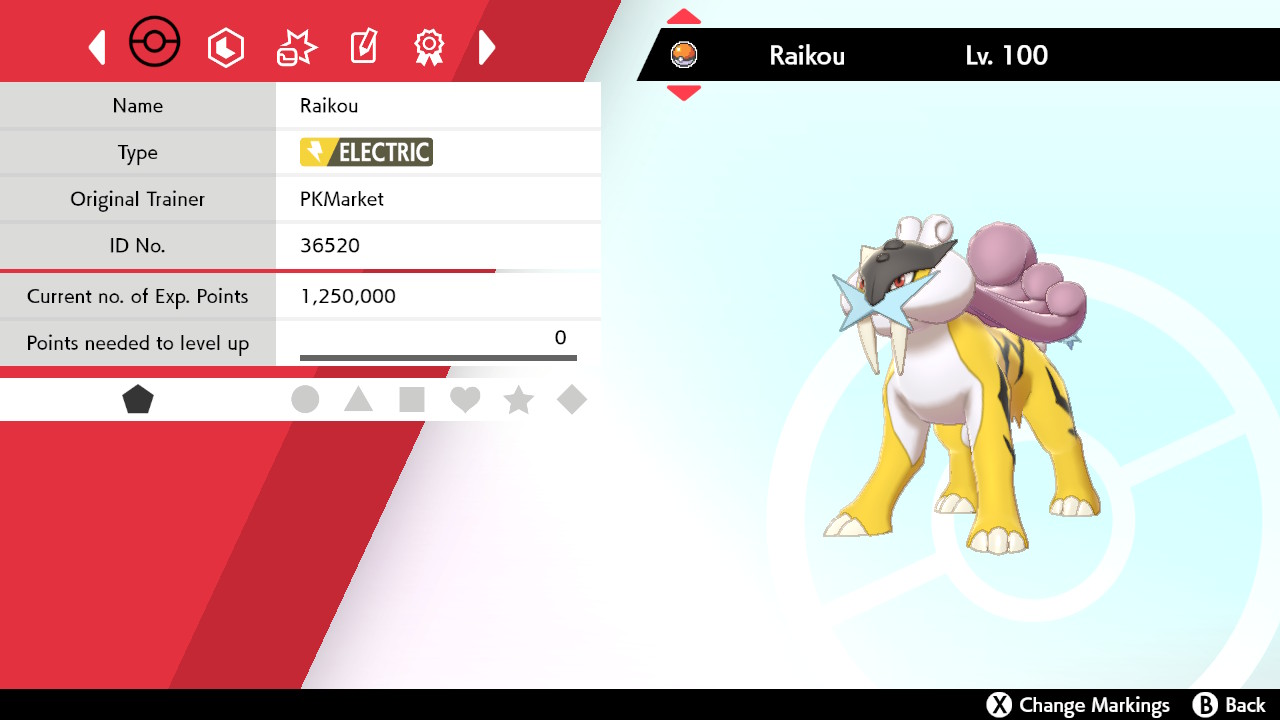 Raikou Lv. 100
Name Raikou
Type ELECTRIC
Original Trainer PKMarket
ID No. 36520
Current no. of Exp. Points 1,250,000
Points needed to level up 0
X Change Markings B Back